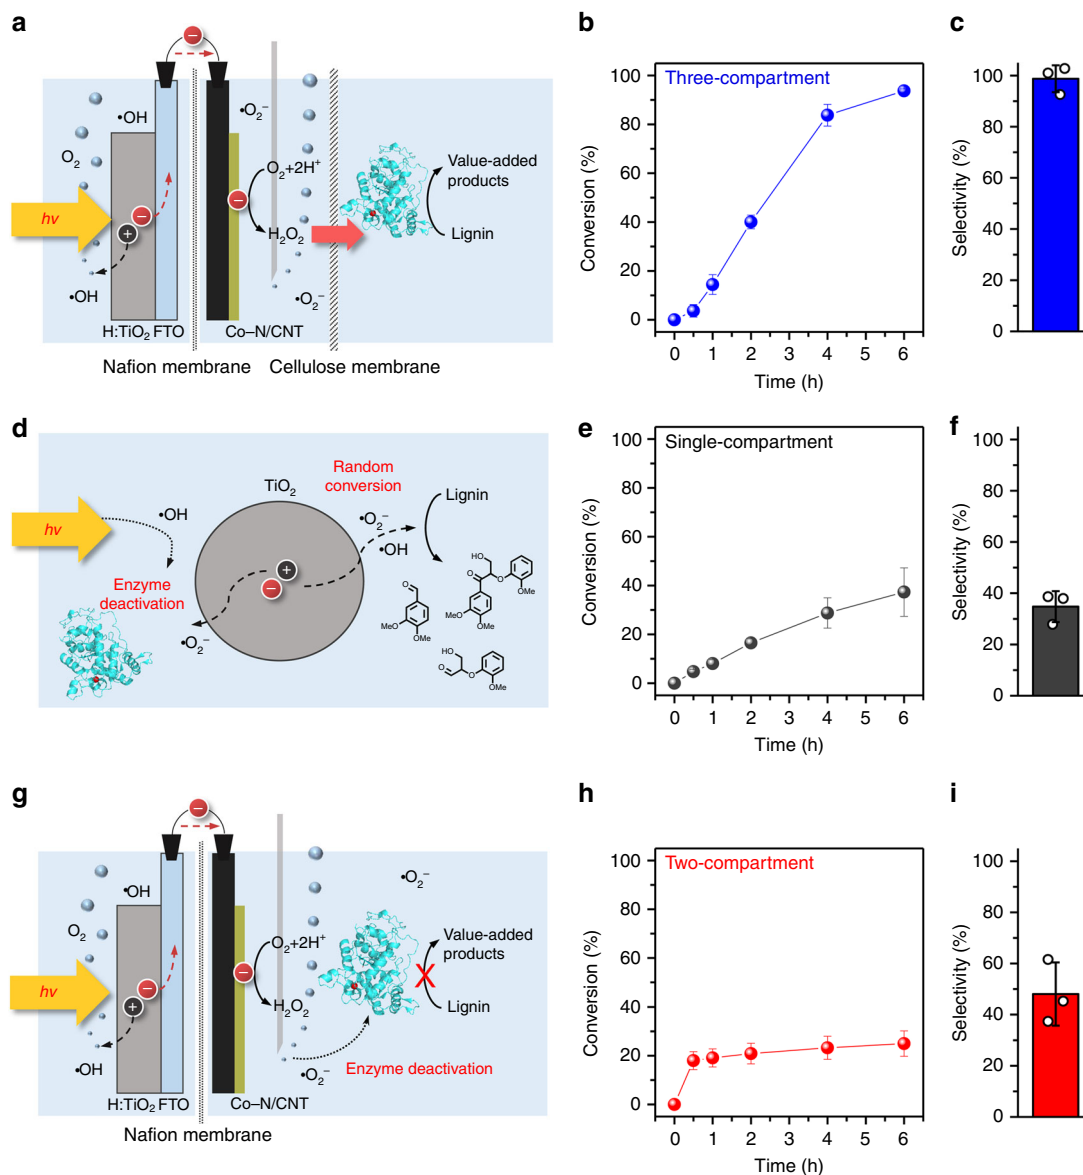 a
−
•OH
O2
hν
−
+
•OH
H:TiO2 FTO
•O2−
O2+2H+
−
H2O2
•O2−
Co–N/CNT
Value-added
products
Lignin
Nafion membrane
Cellulose membrane
b
Three-compartment
Conversion (%)
100
80
60
40
20
0
0 1 2 3 4 5 6
Time (h)
c
Selectivity (%)
100
80
60
40
20
0
d
hν
•OH
Enzyme
deactivation
•O2−
TiO2
+
−
Random
conversion
•O2−
•OH
Lignin
HO
O
O
MeO
OMe
O
MeO
OMe
HO
O
O
OMe
e
Single-compartment
Conversion (%)
100
80
60
40
20
0
0 1 2 3 4 5 6
Time (h)
f
Selectivity (%)
100
80
60
40
20
0
g
−
•OH
O2
hν
−
+
•OH
H:TiO2 FTO
O2+2H+
−
H2O2
•O2−
•O2−
Co–N/CNT
Value-added
products
X
Lignin
Enzyme deactivation
Nafion membrane
h
Two-compartment
Conversion (%)
100
80
60
40
20
0
0 1 2 3 4 5 6
Time (h)
i
Selectivity (%)
100
80
60
40
20
0